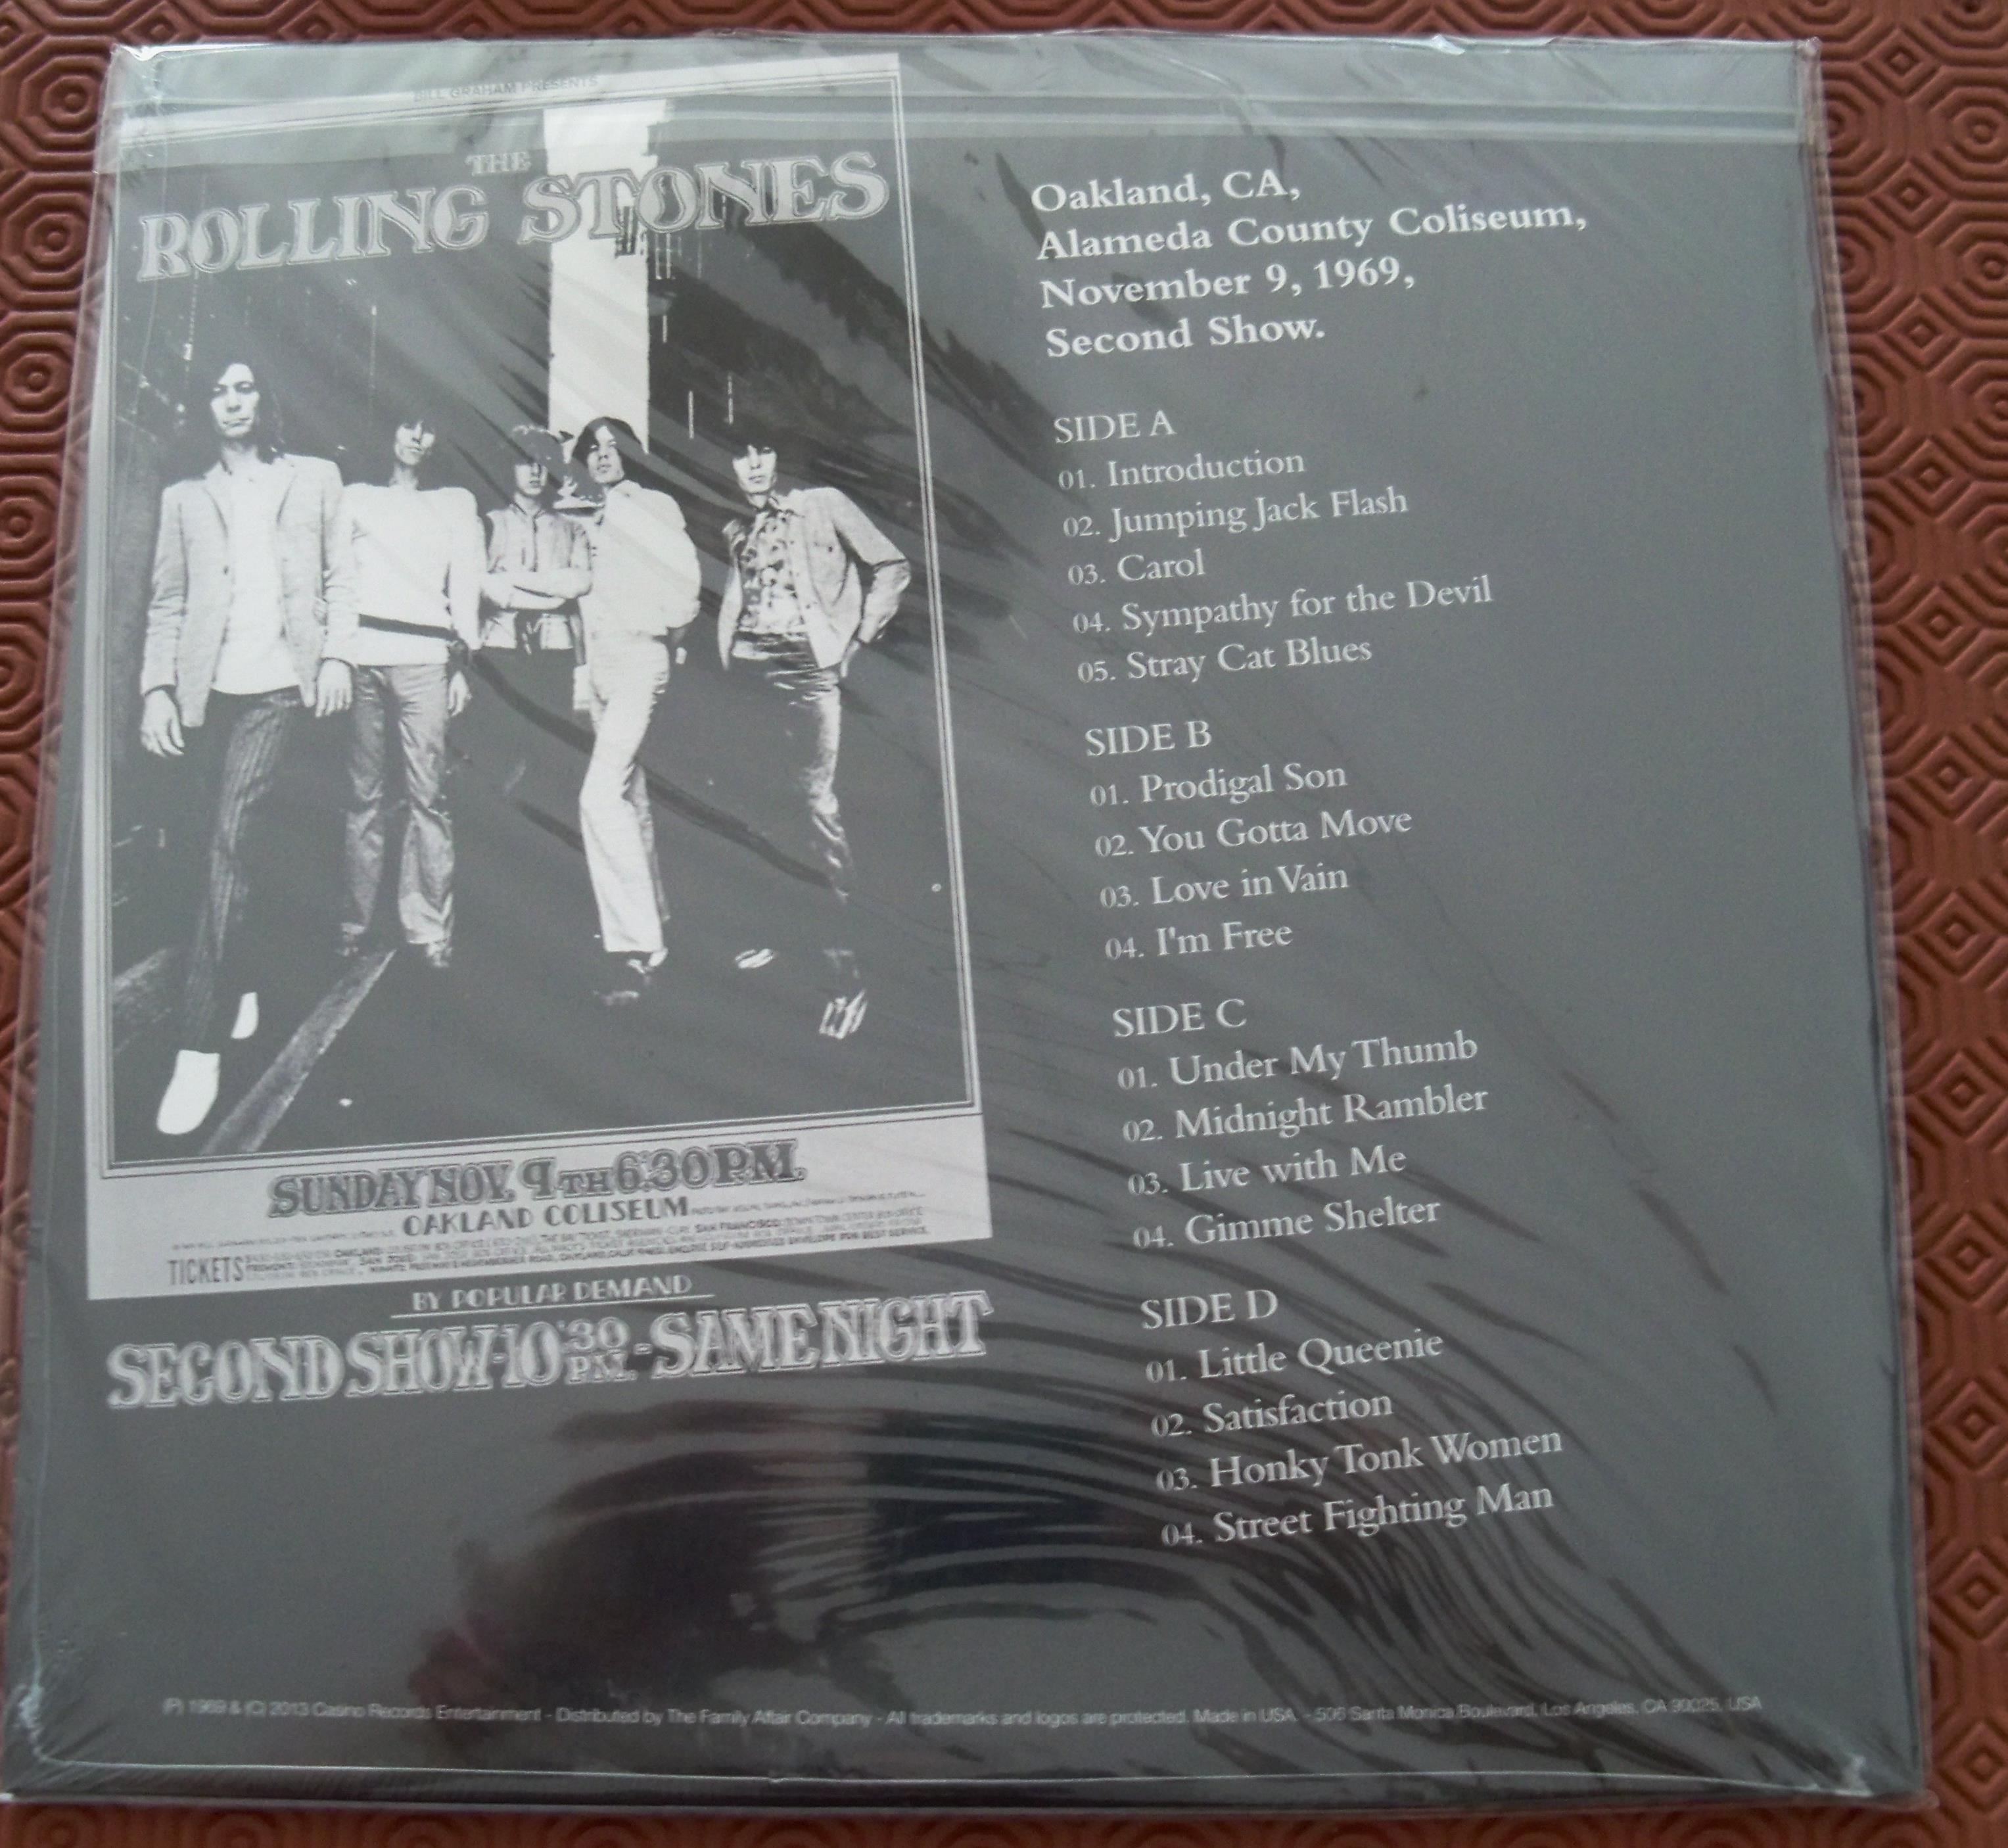 BILL GRAHAM PRESENTS
THE
ROLLING STONES
SUNDAY NOV. 9TH 6:30 P.M.
OAKLAND COLISEUM
TICKETS
BY POPULAR DEMAND
SECOND SHOW-10:30 P.M.-SAME NIGHT
Oakland, CA,
Alameda County Coliseum,
November 9, 1969,
Second Show.
SIDE A
01. Introduction
02. Jumping Jack Flash
03. Carol
04. Sympathy for the Devil
05. Stray Cat Blues
SIDE B
01. Prodigal Son
02. You Gotta Move
03. Love in Vain
04. I'm Free
SIDE C
01. Under My Thumb
02. Midnight Rambler
03. Live with Me
04. Gimme Shelter
SIDE D
01. Little Queenie
02. Satisfaction
03. Honky Tonk Women
04. Street Fighting Man
(P) 1969 & (C) 2013 Casino Records Entertainment - Distributed by The Family Affair Company - All trademarks and logos are protected. Made in USA. - 506 Santa Monica Boulevard, Los Angeles, CA 90025, USA